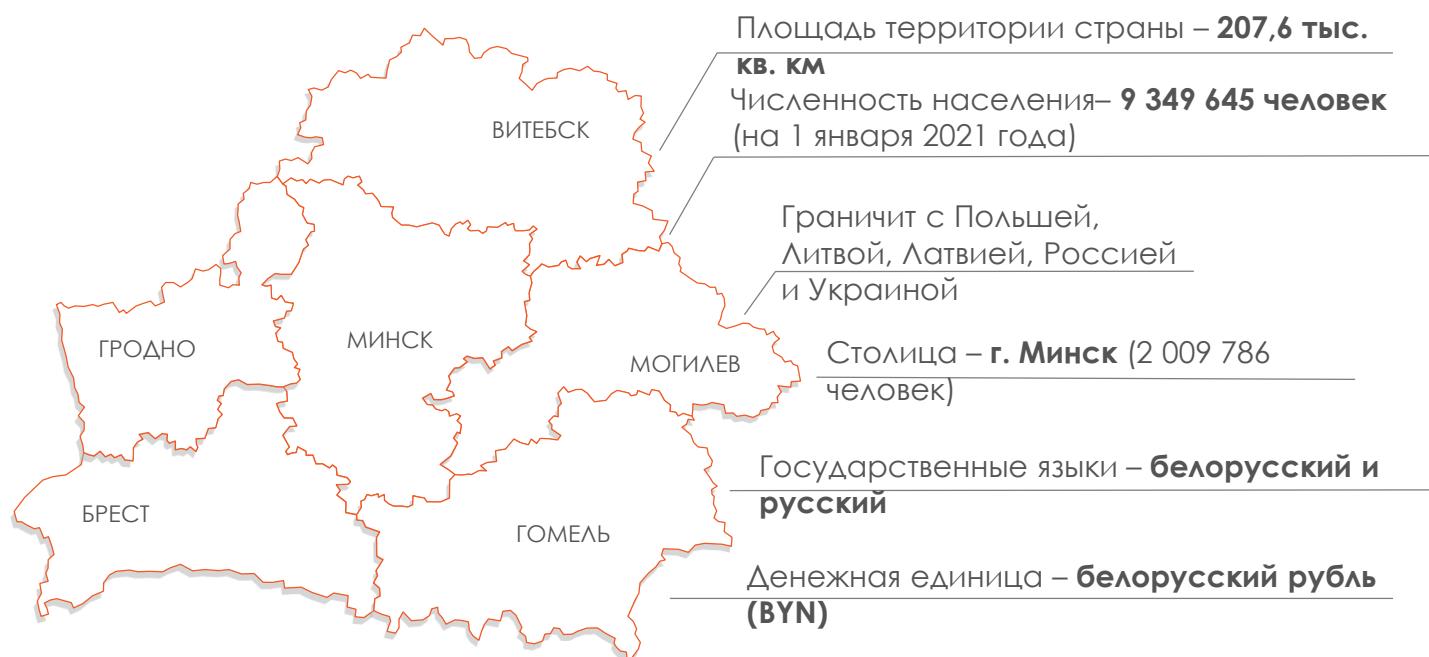 Площадь территории страны – 207,6 тыс.
кв. км
Численность населения– 9 349 645 человек
(на 1 января 2021 года)
ВИТЕБСК
Граничит с Польшей,
Литвой, Латвией, Россией
и Украиной
ГРОДНО
МИНСК
МОГИЛЕВ
Столица – г. Минск (2 009 786
человек)
Государственные языки – белорусский и
русский
БРЕСТ
ГОМЕЛЬ
Денежная единица – белорусский рубль
(BYN)